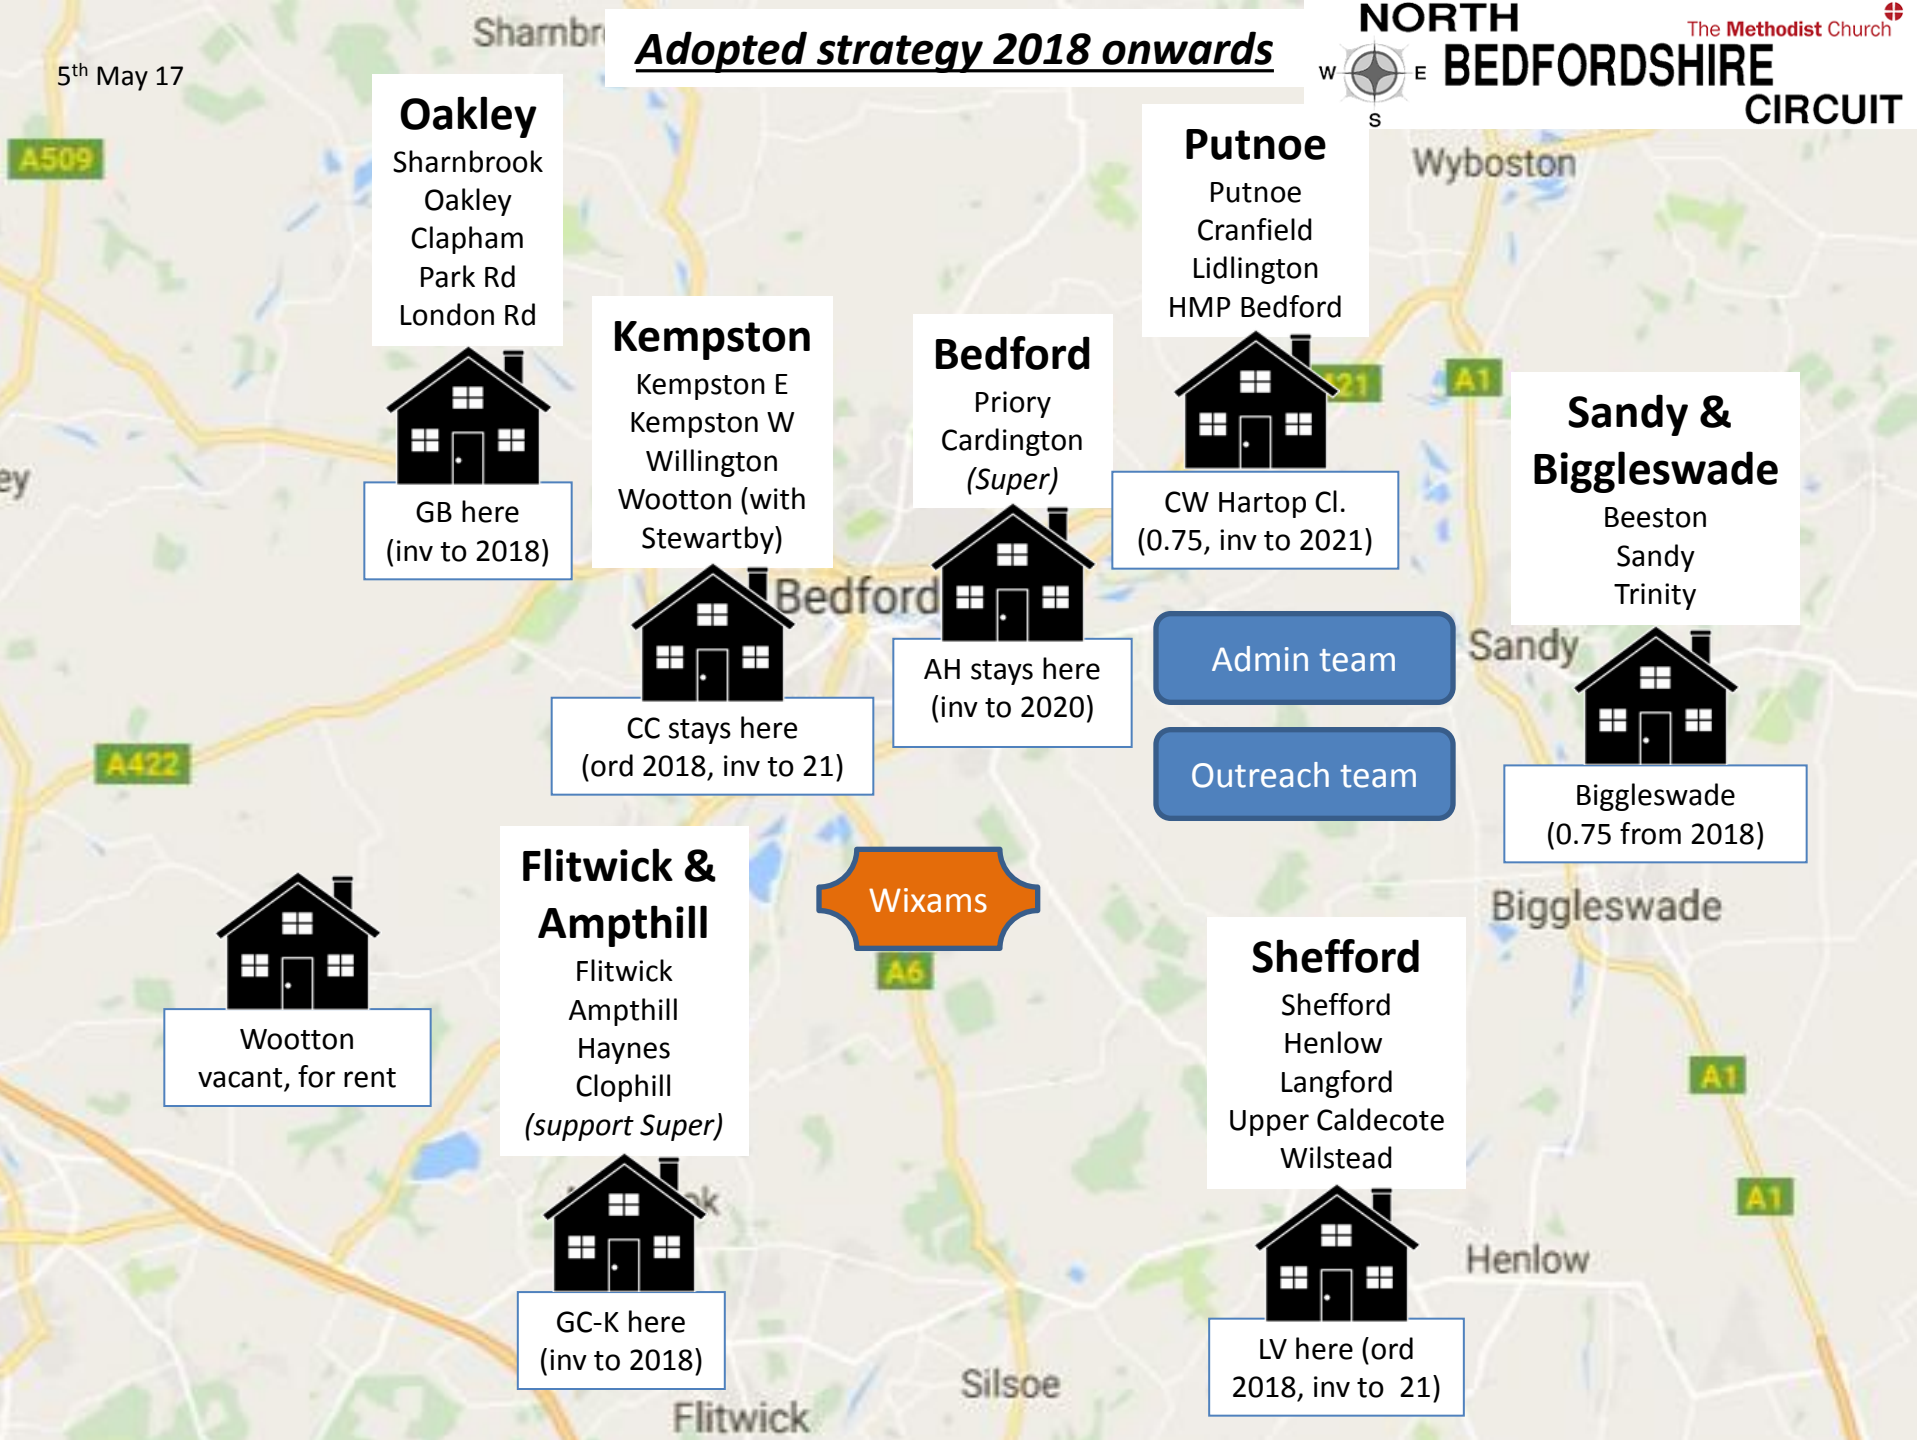 Adopted strategy 2018 onwards
NORTH
BEDFORDSHIRE
CIRCUIT
The Methodist Church
W
E
S
5th May 17
Oakley
Sharnbrook
Oakley
Clapham
Park Rd
London Rd
GB here
(inv to 2018)
Kempston
Kempston E
Kempston W
Willington
Wootton (with
Stewartby)
CC stays here
(ord 2018, inv to 21)
Bedford
Priory
Cardington
(Super)
AH stays here
(inv to 2020)
Putnoe
Putnoe
Cranfield
Lidlington
HMP Bedford
CW Hartop Cl.
(0.75, inv to 2021)
Sandy &
Biggleswade
Beeston
Sandy
Trinity
Biggleswade
(0.75 from 2018)
Admin team
Outreach team
Wixams
Wootton
vacant, for rent
Flitwick &
Ampthill
Flitwick
Ampthill
Haynes
Clophill
(support Super)
GC-K here
(inv to 2018)
Shefford
Shefford
Henlow
Langford
Upper Caldecote
Wilstead
LV here (ord
2018, inv to 21)
A509
Wyboston
A1
Bedford
Sandy
A422
Biggleswade
A6
A1
A1
Henlow
Silsoe
Flitwick